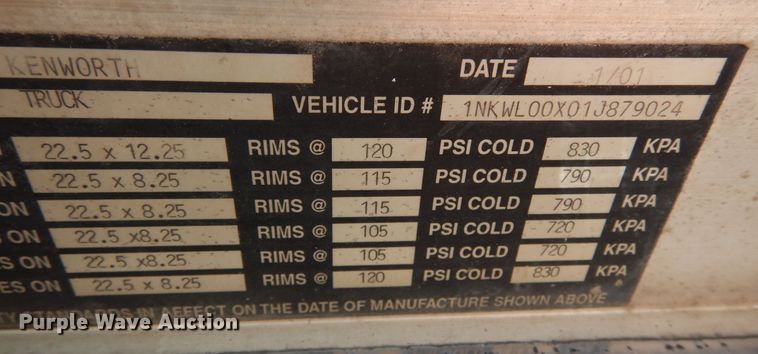 KENWORTH DATE 1/01
TRUCK VEHICLE ID # 1NKWL00X01J879024
22.5 x 12.25 RIMS @ 120 PSI COLD 830 KPA
22.5 x 8.25 RIMS @ 115 PSI COLD 790 KPA
ON 22.5 x 8.25 RIMS @ 115 PSI COLD 790 KPA
S ON 22.5 x8.25 RIMS @ 105 PSI COLD 720 KPA
ES ON 22.5 x8.25 RIMS @ 105 PSI COLD 720 KPA
ES ON 22.5 x 8.25 RIMS @ 120 PSI COLD 830 KPA
STANDARDS IN AFFECT ON THE DATE OF MANUFACTURE SHOWN ABOVE
Purple Wave Auction